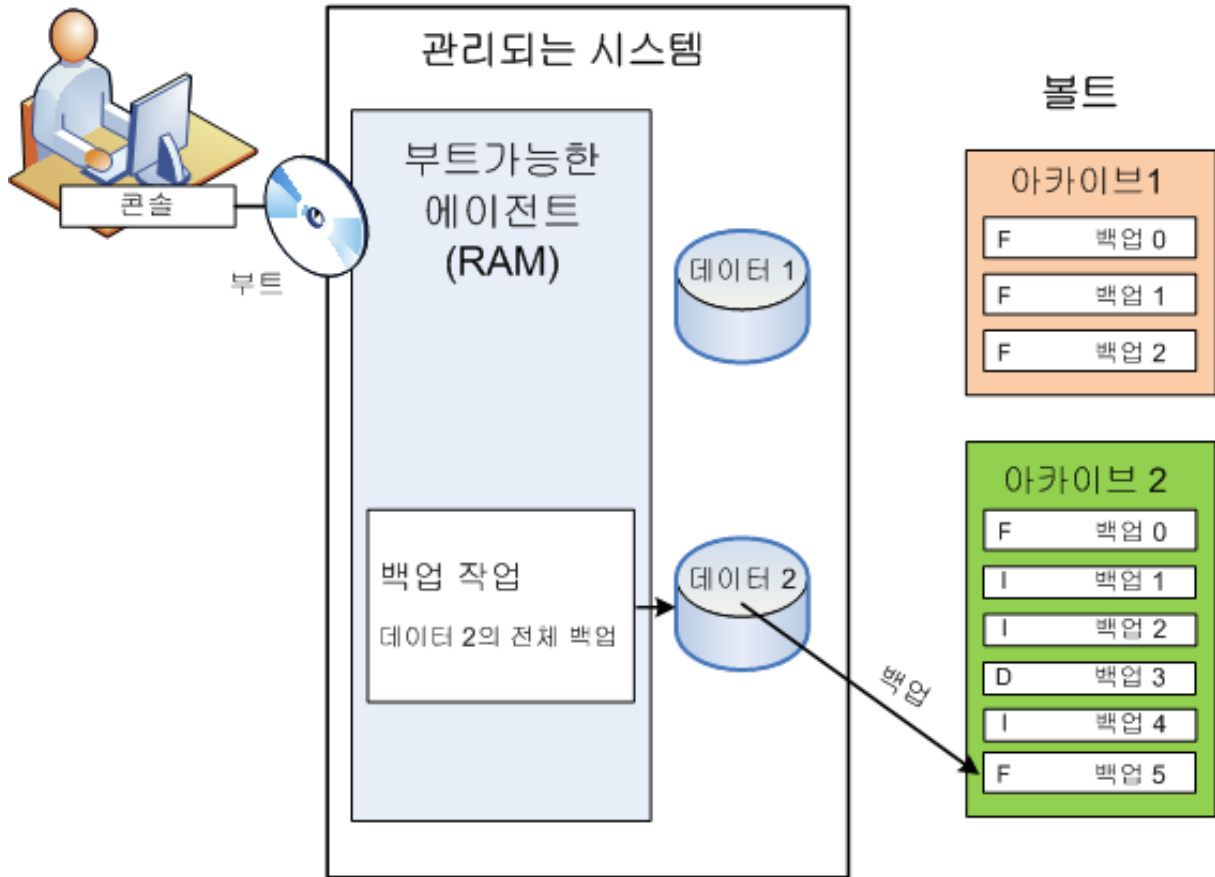 관리되는 시스템
볼트
콘솔
부트
부트가능한
에이전트
(RAM)
데이터 1
백업 작업
데이터 2의 전체 백업
데이터 2
백업
아카이브1
F 백업 0
F 백업 1
F 백업 2
아카이브 2
F 백업 0
I 백업 1
I 백업 2
D 백업 3
I 백업 4
F 백업 5